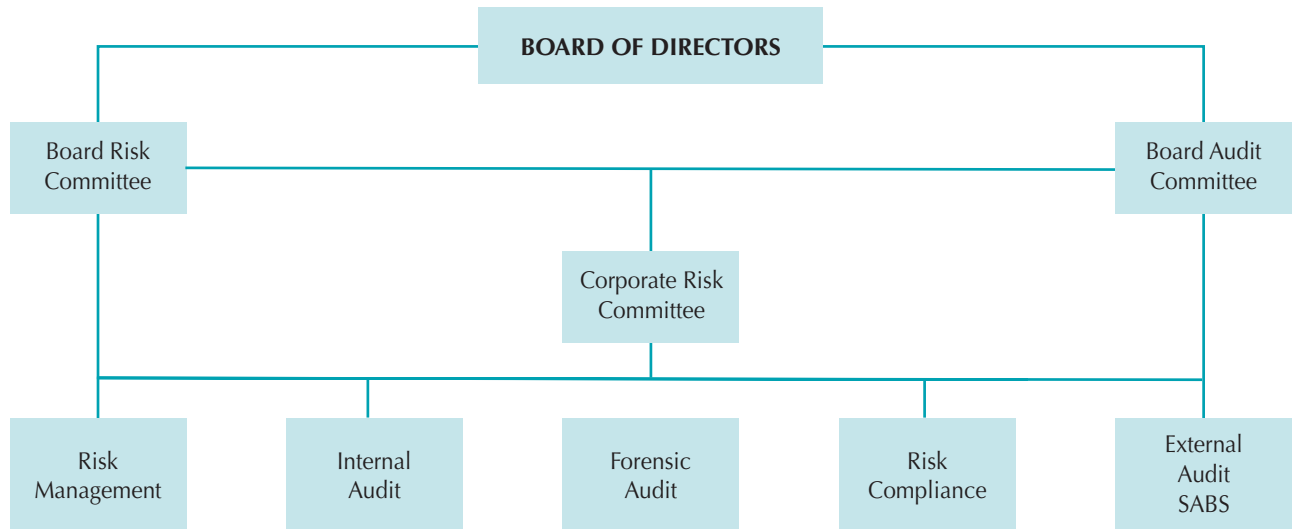 BOARD OF DIRECTORS
Board Risk
Committee
Board Audit
Committee
Corporate Risk
Committee
Risk
Management
Internal
Audit
Forensic
Audit
Risk
Compliance
External
Audit
SABS